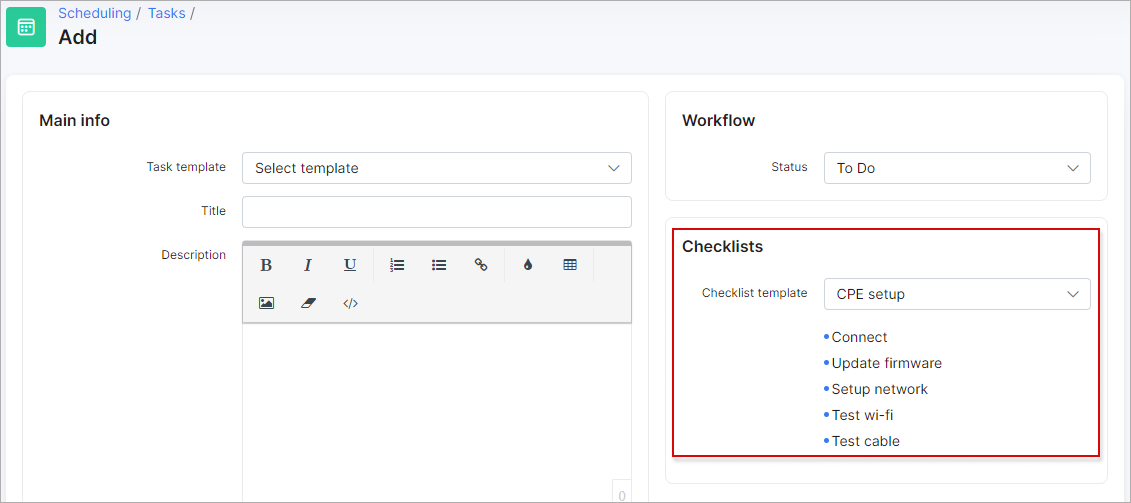 Scheduling / Tasks /
Add
Main info
Task template Select template
Title
Description
B I U
0
Workflow
Status To Do
Checklists
Checklist template CPE setup
Connect
Update firmware
Setup network
Test wi-fi
Test cable